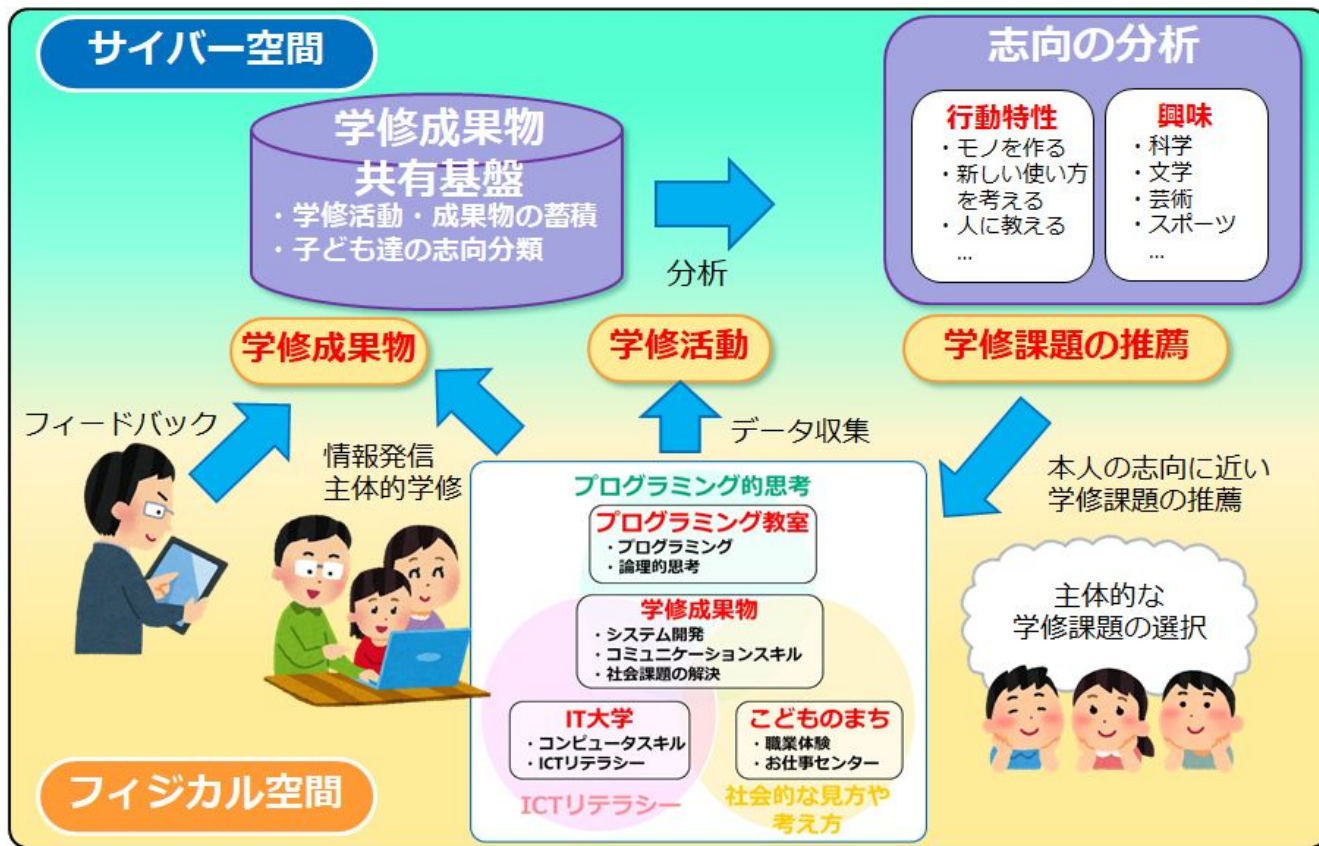 サイバー空間
学修成果物
共有基盤
・学修活動・成果物の蓄積
・子ども達の志向分類
分析
志向の分析
行動特性
・モノを作る
・新しい使い方
を考える
・人に教える
...
興味
・科学
・文学
・芸術
・スポーツ
...
学修成果物
学修活動
学修課題の推薦
フィードバック
情報発信
主体的学修
データ収集
本人の志向に近い
学修課題の推薦
プログラミング的思考
プログラミング教室
・プログラミング
・論理的思考
学修成果物
・システム開発
・コミュニケーションスキル
・社会課題の解決
IT大学
・コンピュータスキル
・ICTリテラシー
ICTリテラシー
こどものまち
・職業体験
・お仕事センター
社会的な見方や
考え方
主体的な
学修課題の選択
フィジカル空間